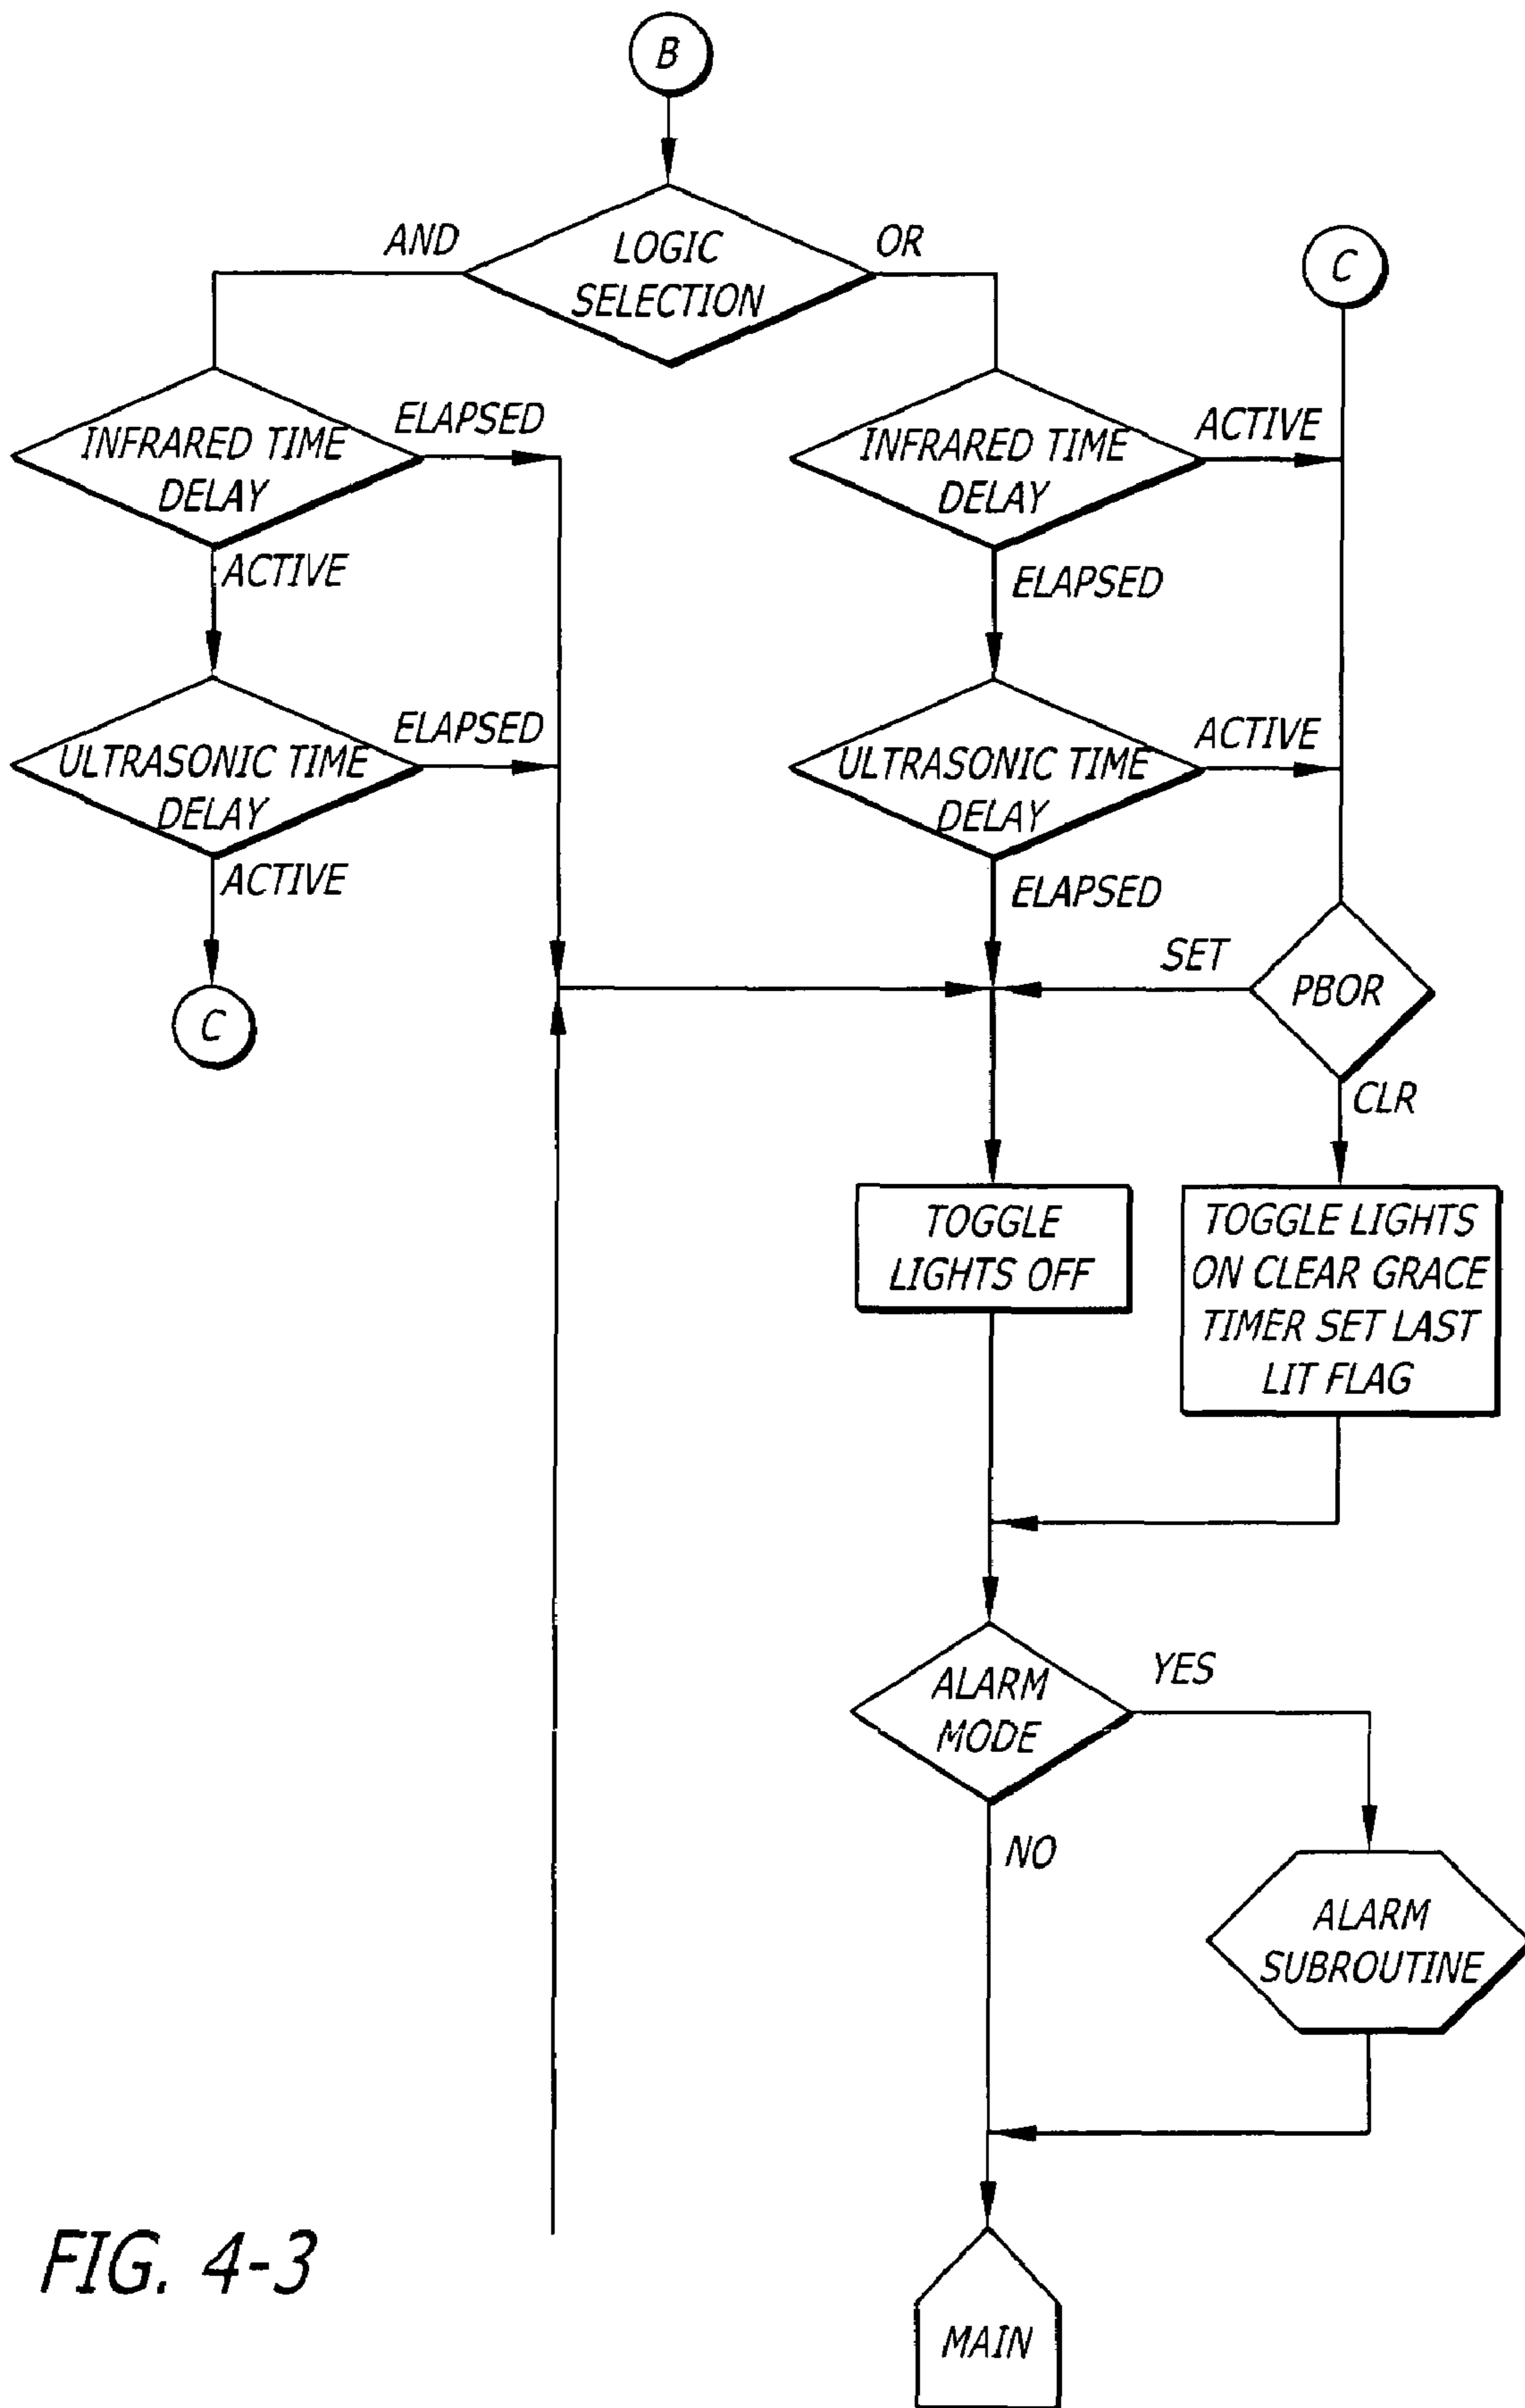 B
AND
LOGIC
SELECTION
OR
C
INFRARED TIME
DELAY
ELAPSED
ACTIVE
INFRARED TIME
DELAY
ACTIVE
ELAPSED
ULTRASONIC TIME
DELAY
ELAPSED
ACTIVE
ULTRASONIC TIME
DELAY
ACTIVE
ELAPSED
C
SET
PBOR
CLR
TOGGLE
LIGHTS OFF
TOGGLE LIGHTS
ON CLEAR GRACE
TIMER SET LAST
LIT FLAG
ALARM
MODE
YES
NO
ALARM
SUBROUTINE
MAIN
FIG. 4-3